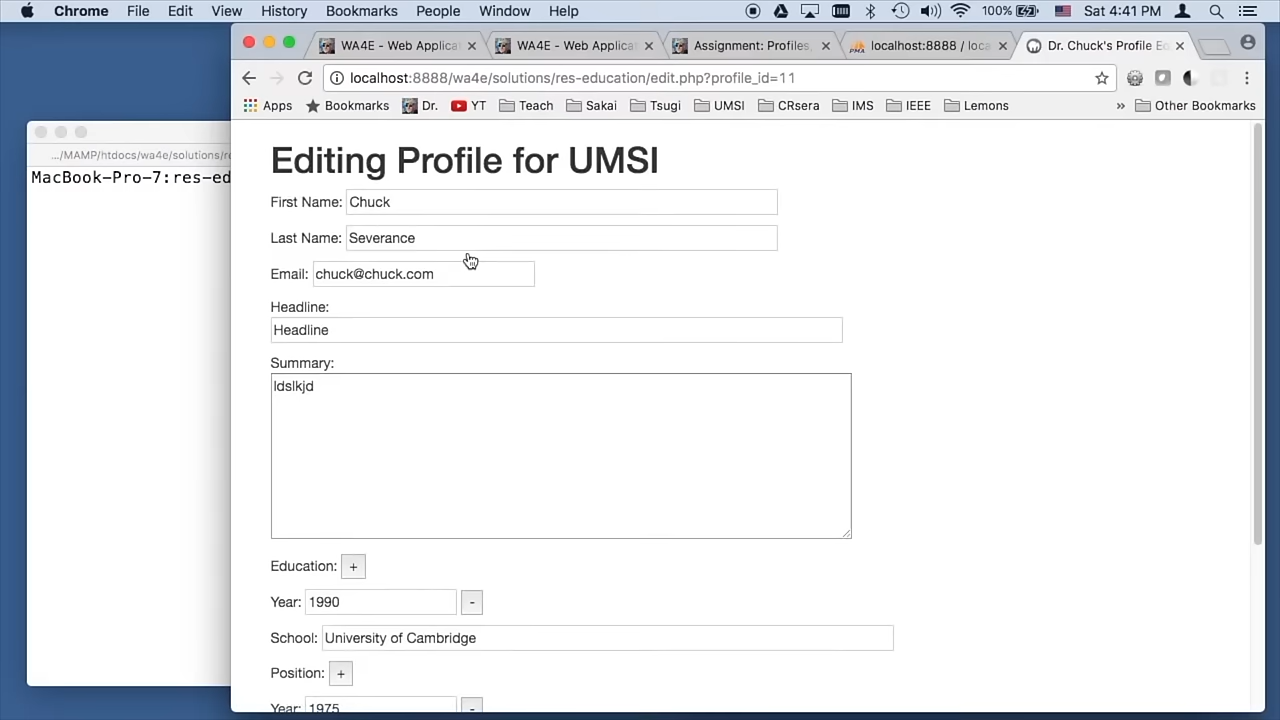 Chrome File Edit View History Bookmarks People Window Help 100% Sat 4:41 PM
WA4E - Web Applicat WA4E - Web Applicat Assignment: Profiles, localhost:8888 / loca Dr. Chuck's Profile Ed
localhost:8888/wa4e/solutions/res-education/edit.php?profile_id=11
Apps Bookmarks Dr. YT Teach Sakai Tsugi UMSI CRsera IMS IEEE Lemons » Other Bookmarks
.../MAMP/htdocs/wa4e/solutions/re
MacBook-Pro-7:res-ed
Editing Profile for UMSI
First Name: Chuck
Last Name: Severance
Email: chuck@chuck.com
Headline:
Headline
Summary:
ldslkjd
Education: +
Year: 1990 -
School: University of Cambridge
Position: +
Year: 1975 -